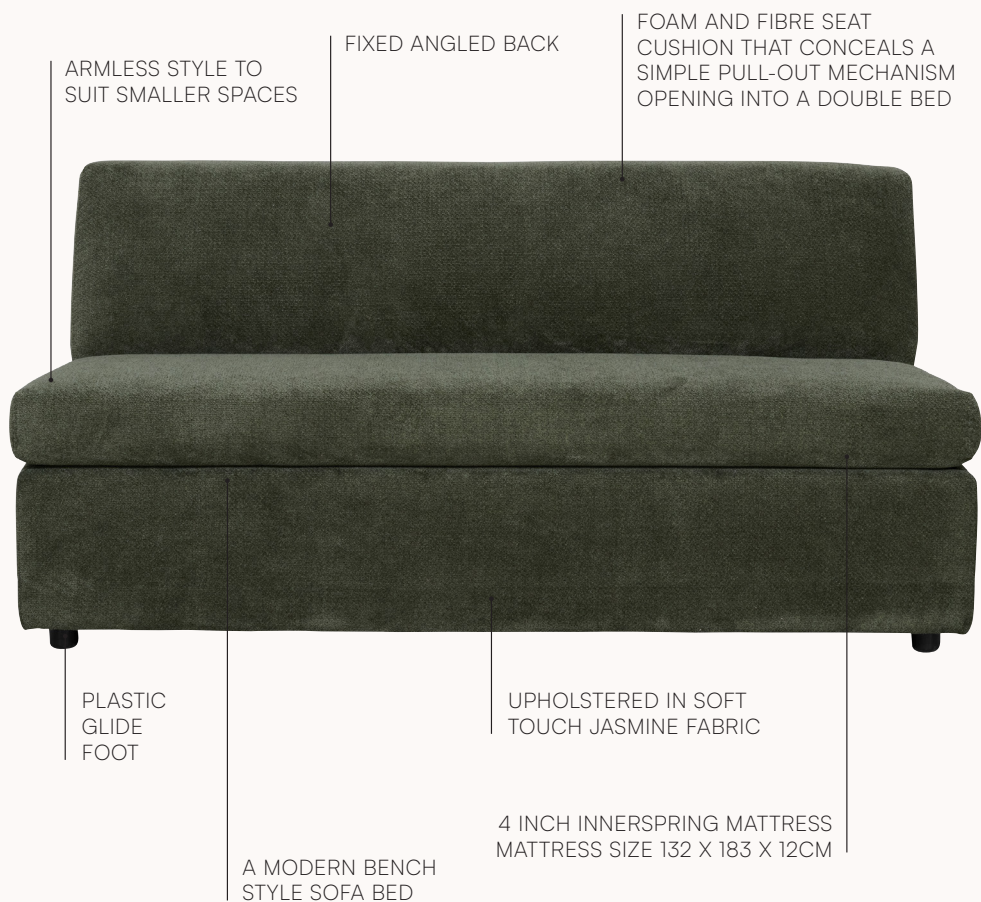 ARMLESS STYLE TO
SUIT SMALLER SPACES
FIXED ANGLED BACK
FOAM AND FIBRE SEAT
CUSHION THAT CONCEALS A
SIMPLE PULL-OUT MECHANISM
OPENING INTO A DOUBLE BED
PLASTIC
GLIDE
FOOT
UPHOLSTERED IN SOFT
TOUCH JASMINE FABRIC
4 INCH INNERSPRING MATTRESS
MATTRESS SIZE 132 X 183 X 12CM
A MODERN BENCH
STYLE SOFA BED